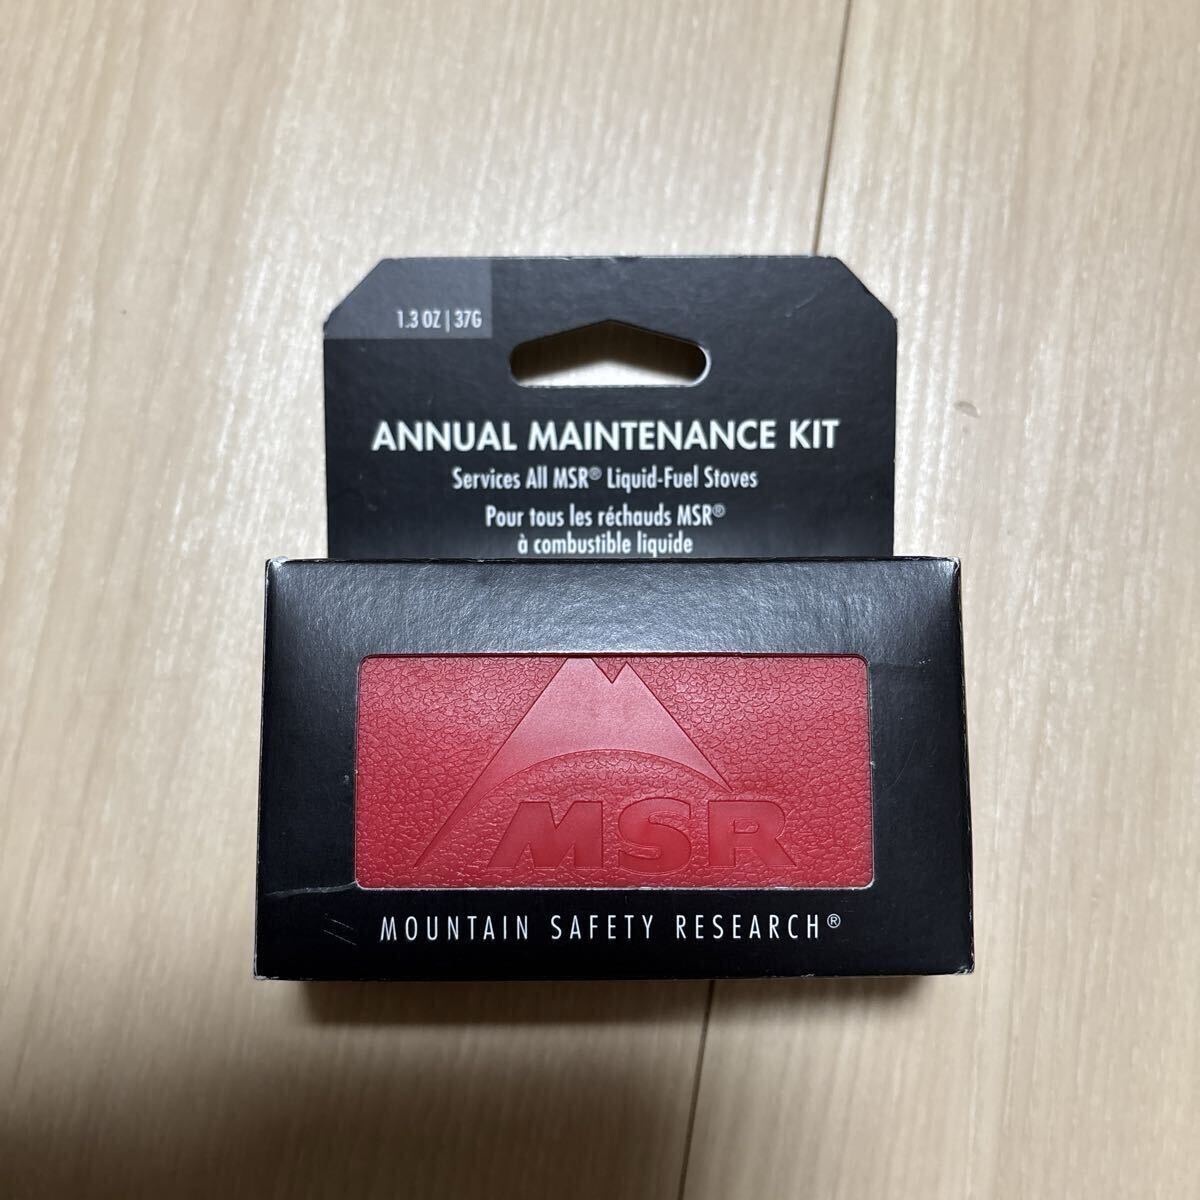 1.3 OZ | 37G
ANNUAL MAINTENANCE KIT
Services All MSR® Liquid-Fuel Stoves
Pour tous les réchauds MSR®
à combustible liquide
MSR
MOUNTAIN SAFETY RESEARCH®